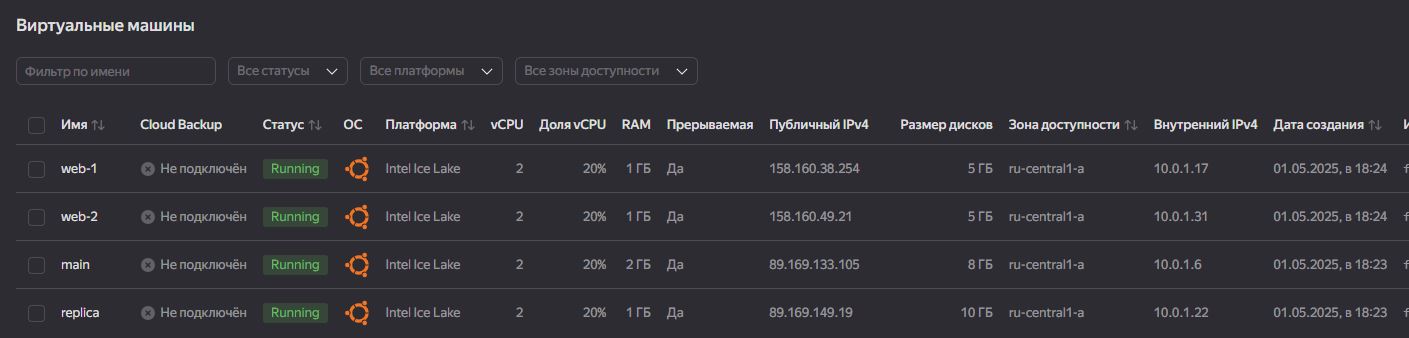 Виртуальные машины
Фильтр по имени Все статусы Все платформы Все зоны доступности
Имя Cloud Backup Статус ОС Платформа vCPU Доля vCPU RAM Прерываемая Публичный IPv4 Размер дисков Зона доступности Внутренний IPv4 Дата создания
web-1 Не подключён Running Intel Ice Lake 2 20% 1 ГБ Да 158.160.38.254 5 ГБ ru-central1-a 10.0.1.17 01.05.2025, в 18:24
web-2 Не подключён Running Intel Ice Lake 2 20% 1 ГБ Да 158.160.49.21 5 ГБ ru-central1-a 10.0.1.31 01.05.2025, в 18:24
main Не подключён Running Intel Ice Lake 2 20% 2 ГБ Да 89.169.133.105 8 ГБ ru-central1-a 10.0.1.6 01.05.2025, в 18:23
replica Не подключён Running Intel Ice Lake 2 20% 1 ГБ Да 89.169.149.19 10 ГБ ru-central1-a 10.0.1.22 01.05.2025, в 18:23